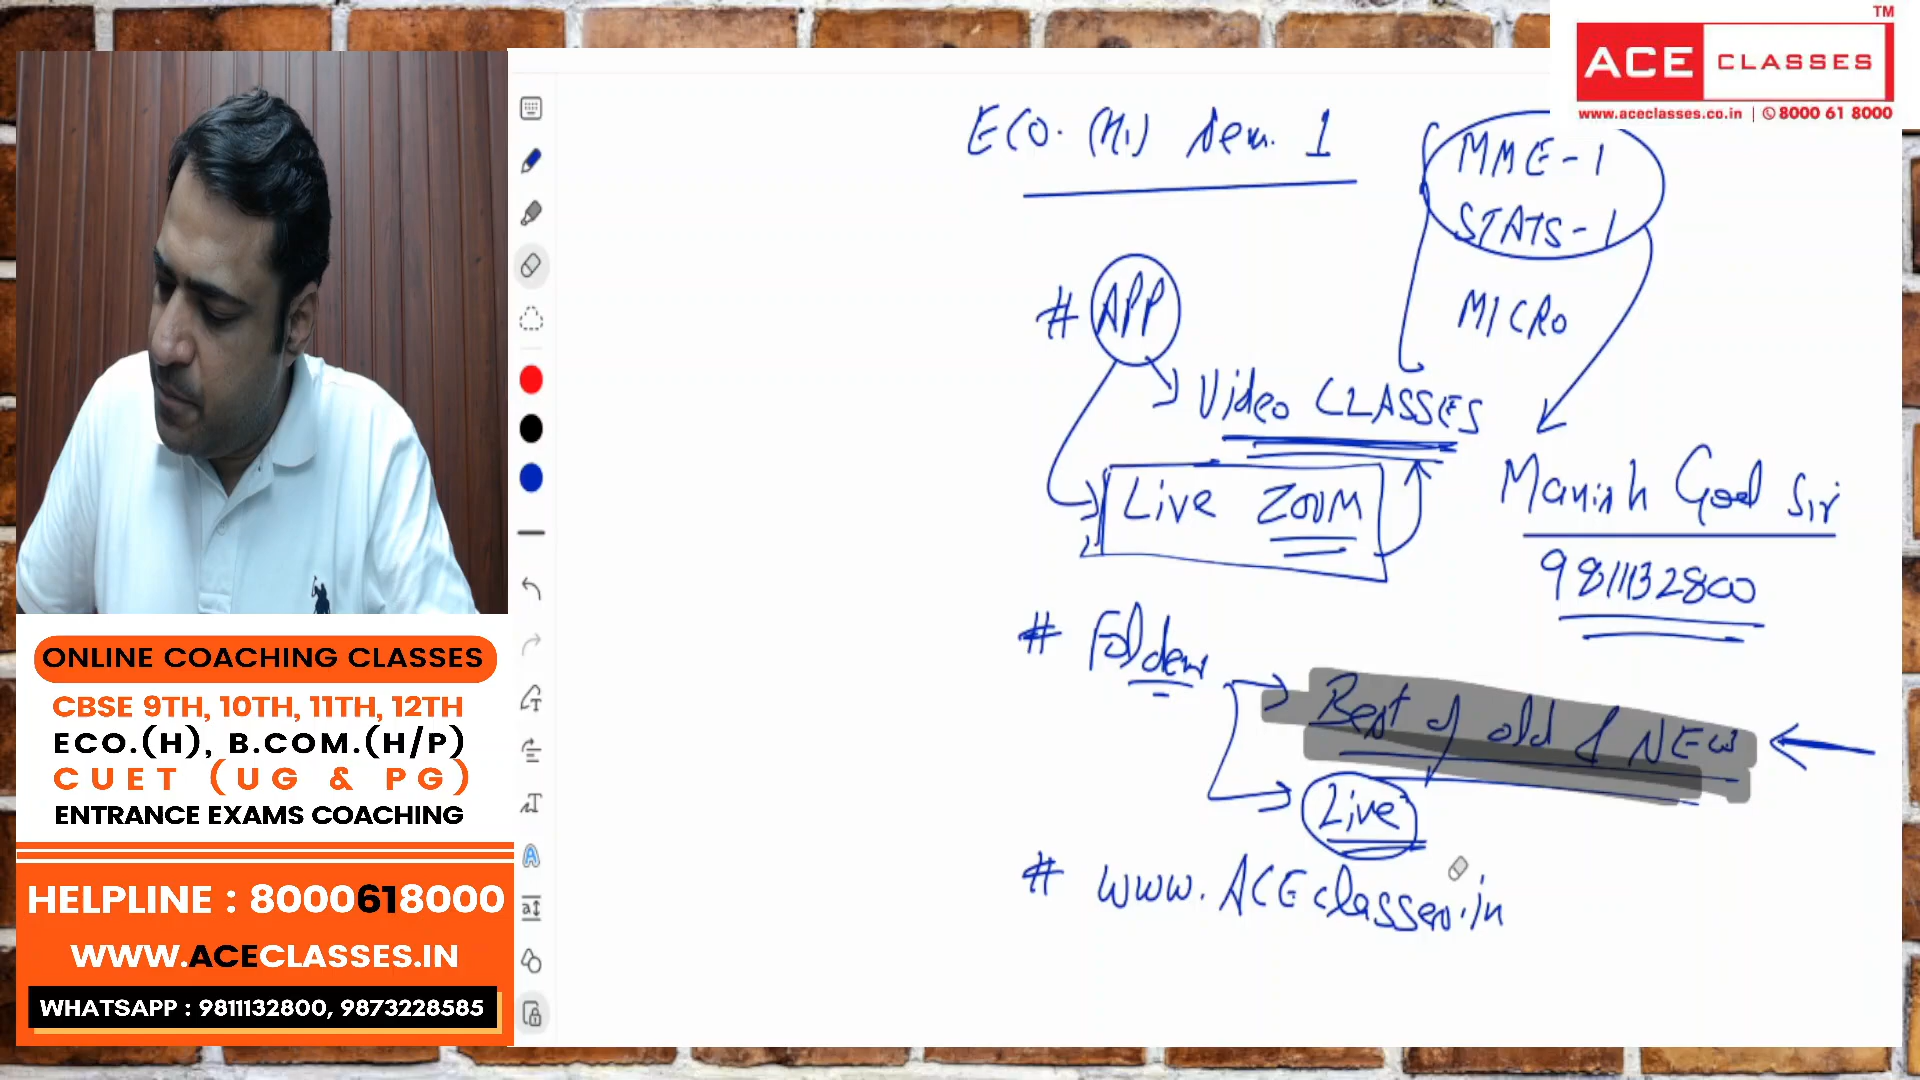 TM
ACE CLASSES
www.aceclasses.co.in | 8000 61 8000
ECO. (H) Sem. 1
MME-1
STATS-1
MICRO
# APP
Video CLASSES
Live ZOOM
Manish Goel Sir
9811132800
# Folders
Best of old & NEW
Live
# www.ACEclasses.in
ONLINE COACHING CLASSES
CBSE 9TH, 10TH, 11TH, 12TH
ECO.(H), B.COM.(H/P)
CUET (UG & PG)
ENTRANCE EXAMS COACHING
HELPLINE : 8000618000
WWW.ACECLASSES.IN
WHATSAPP : 9811132800, 9873228585